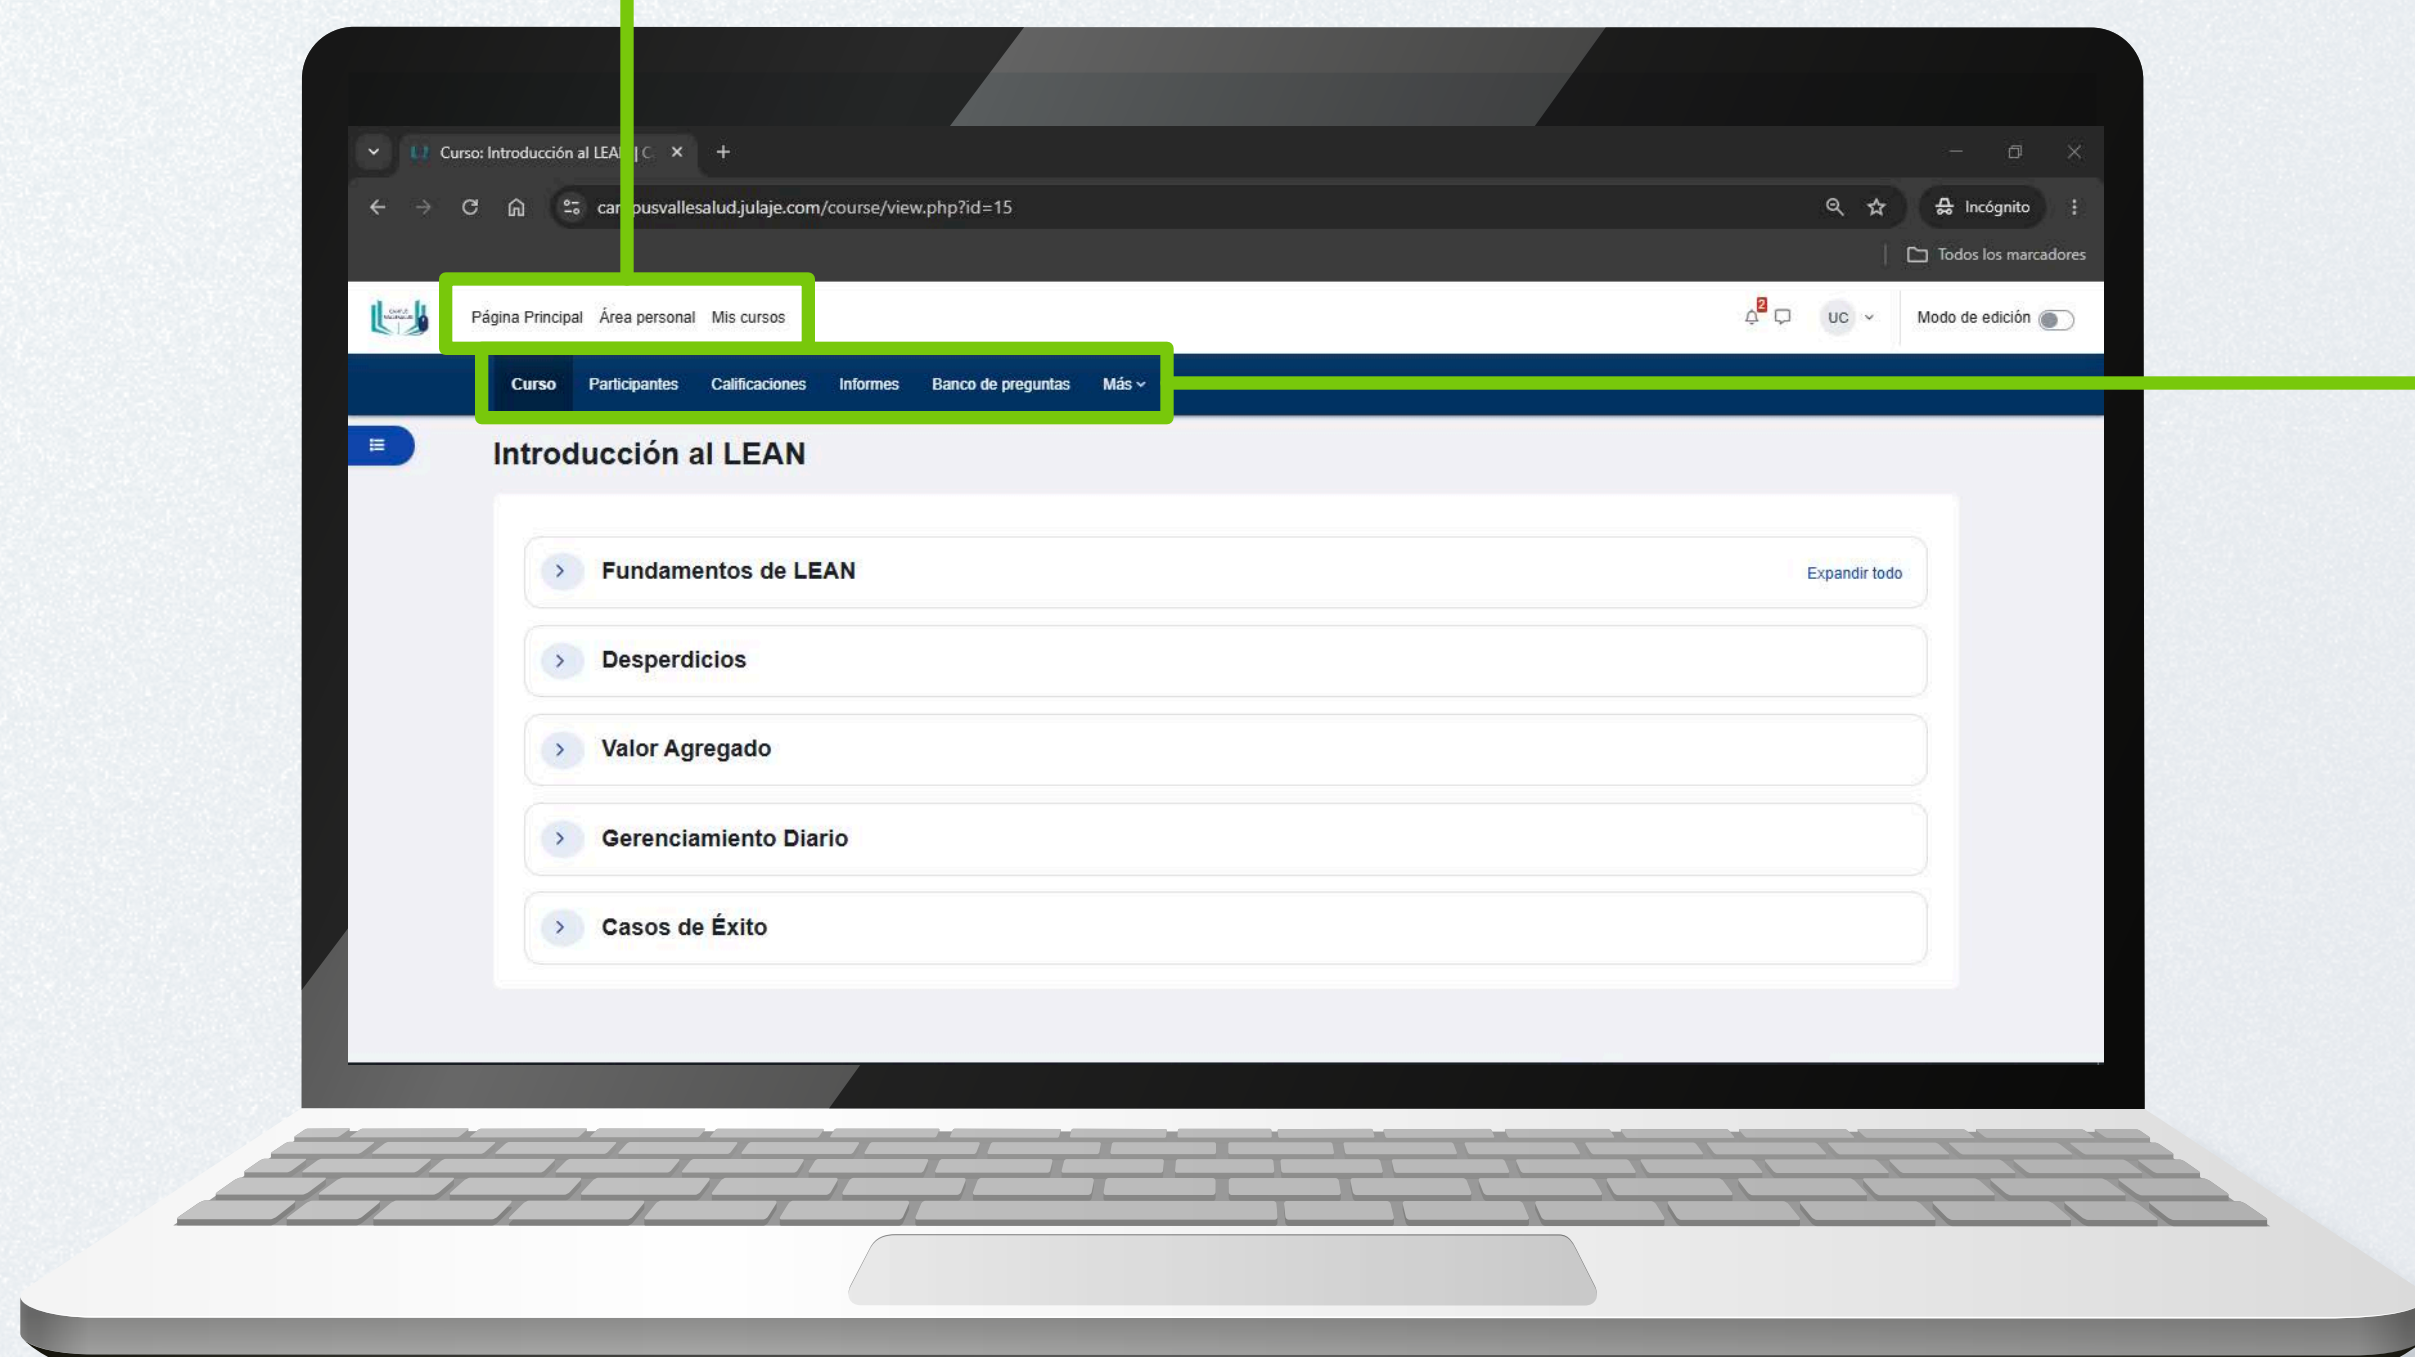 Curso: Introducción al LEAN | C
campusvallesalud.julaje.com/course/view.php?id=15
Incógnito
Todos los marcadores
Página Principal Área personal Mis cursos
2
UC
Modo de edición
Curso Participantes Calificaciones Informes Banco de preguntas Más
Introducción al LEAN
Fundamentos de LEAN
Expandir todo
Desperdicios
Valor Agregado
Gerenciamiento Diario
Casos de Éxito